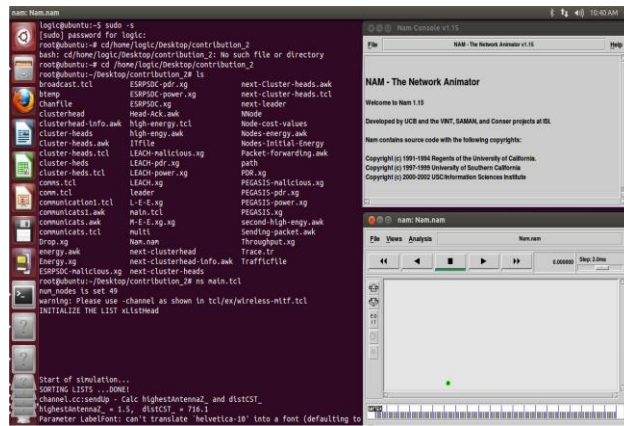 nam: Nam.nam
10:40 AM
logic@ubuntu:~$ sudo -s
[sudo] password for logic:
root@ubuntu:~# cd/home/logic/Desktop/contribution_2
bash: cd/home/logic/Desktop/contribution_2: No such file or directory
root@ubuntu:~# cd /home/logic/Desktop/contribution_2
root@ubuntu:~/Desktop/contribution_2# ls
broadcast.tcl ESRPSDC-pdr.xg next-Cluster-heads.awk
btemp ESRPSDC-power.xg next-cluster-heads.tcl
Chanfile ESRPSDC.xg next-leader
clusterhead Head-Ack.awk NNode
clusterhead-info.awk high-enrgy.tcl Node-cost-values
cluster-heads high-engy.awk Nodes-energy.awk
Cluster-heads.awk ITfile Nodes-Initial-Energy
cluster-heads.tcl LEACH-malicious.xg Packet-forwarding.awk
cluster-heds LEACH-pdr.xg path
cluster-heds.tcl LEACH-power.xg PDR.xg
comms.tcl LEACH.xg PEGASIS-malicious.xg
comm.tcl leader PEGASIS-pdr.xg
communication1.tcl L-E-E.xg PEGASIS-power.xg
communicats1.awk main.tcl PEGASIS.xg
communicats.awk M-E-E.xg.xg second-high-engy.awk
communicats.tcl multi Sending-packet.awk
Drop.xg Nam.nam Throughput.xg
energy.awk next-clusterhead Trace.tr
Energy.xg next-clusterhead-info.awk Trafficfile
ESRPSDC-malicious.xg next-cluster-heads
root@ubuntu:~/Desktop/contribution_2# ns main.tcl
num_nodes is set 49
warning: Please use -channel as shown in tcl/ex/wireless-mitf.tcl
INITIALIZE THE LIST xListHead
Start of simulation...
SORTING LISTS ...DONE!
channel.cc:sendUp - Calc highestAntennaZ_ and distCST_
highestAntennaZ_ = 1.5, distCST_ = 716.1
Parameter LabelFont: can't translate `helvetica-10' into a font (defaulting to
Nam Console v1.15
File NAM - The Network Animator v1.15 Help
NAM - The Network Animator
Welcome to Nam 1.15
Developed by UCB and the VINT, SAMAN, and Conser projects at ISI.
Nam contains source code with the following copyrights:
Copyright (c) 1991-1994 Regents of the University of California.
Copyright (c) 1997-1999 University of Southern California
Copyright (c) 2000-2002 USC/Information Sciences Institute
nam: Nam.nam
File Views Analysis Nam.nam
0.000000 Step: 2.0ms